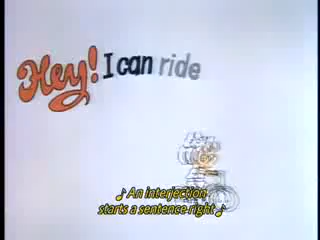 Hey! I can ride
♪ An interjection
starts a sentence right ♪